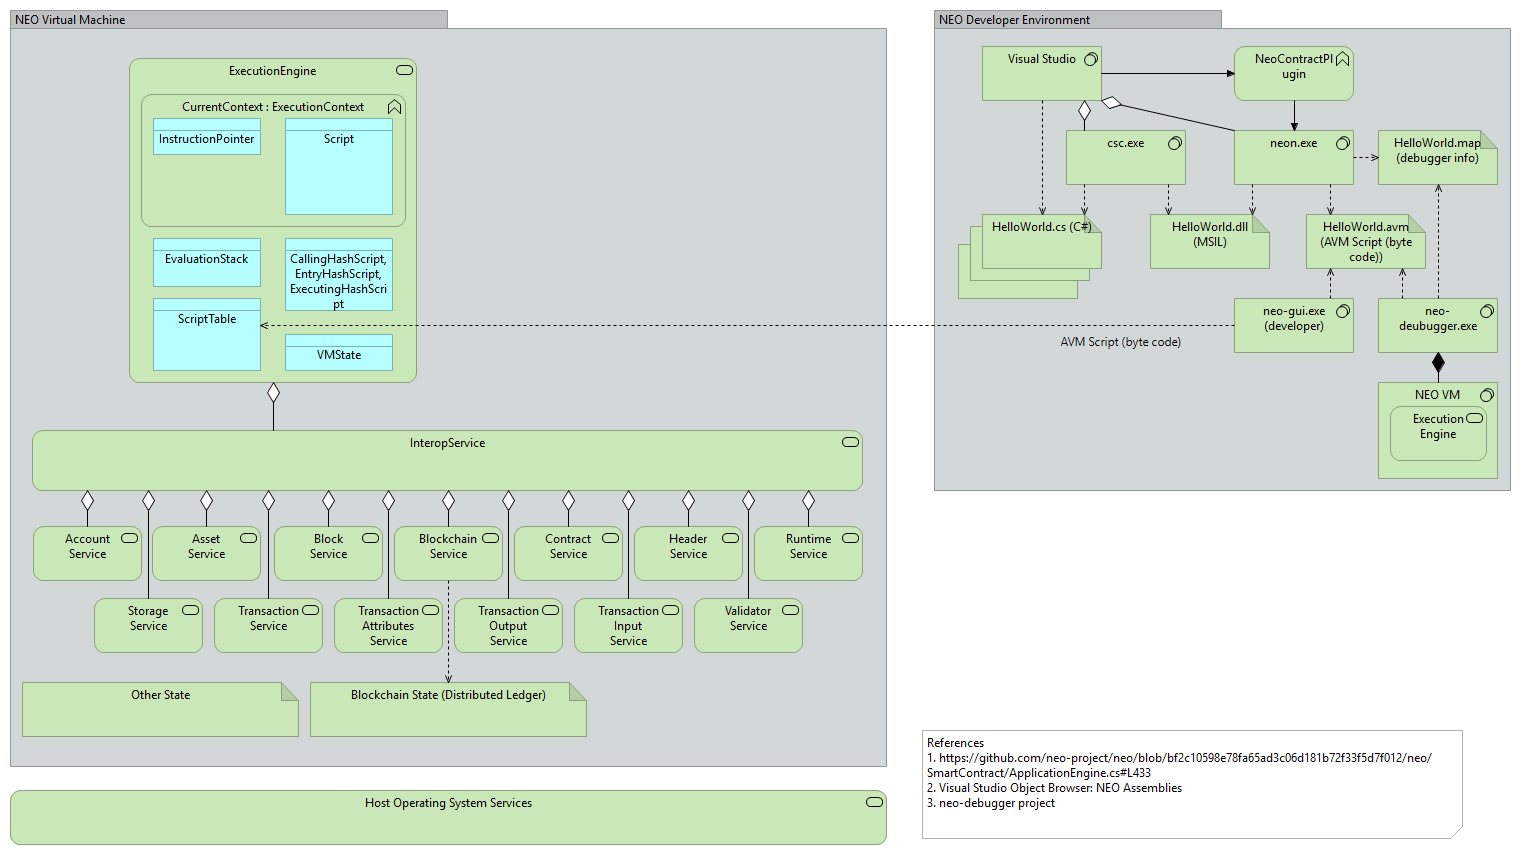 NEO Virtual Machine
ExecutionEngine
CurrentContext : ExecutionContext
InstructionPointer
Script
EvaluationStack
CallingHashScript,
EntryHashScript,
ExecutingHashScri
pt
ScriptTable
VMState
InteropService
Account
Service
Asset
Service
Block
Service
Blockchain
Service
Contract
Service
Header
Service
Runtime
Service
Storage
Service
Transaction
Service
Transaction
Attributes
Service
Transaction
Output
Service
Transaction
Input
Service
Validator
Service
Other State
Blockchain State (Distributed Ledger)
Host Operating System Services
NEO Developer Environment
Visual Studio
NeoContractPl
ugin
csc.exe
neon.exe
HelloWorld.map
(debugger info)
HelloWorld.cs (C#)
HelloWorld.dll
(MSIL)
HelloWorld.avm
(AVM Script (byte
code))
neo-gui.exe
(developer)
neo-
deubugger.exe
AVM Script (byte code)
NEO VM
Execution
Engine
References
1. https://github.com/neo-project/neo/blob/bf2c10598e78fa65ad3c06d181b72f33f5d7f012/neo/
SmartContract/ApplicationEngine.cs#L433
2. Visual Studio Object Browser: NEO Assemblies
3. neo-debugger project